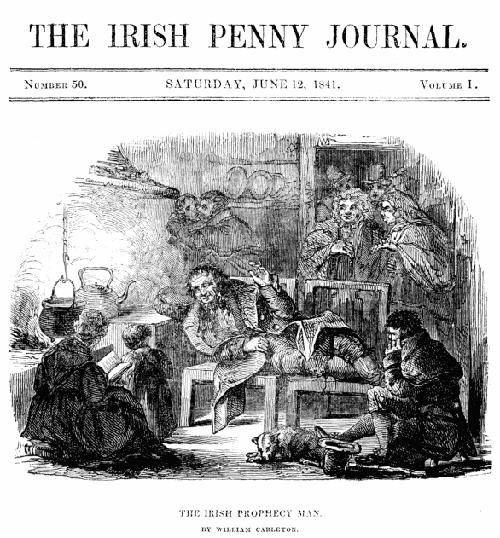 THE IRISH PENNY JOURNAL.
NUMBER 50. SATURDAY, JUNE 12, 1841. VOLUME I.
THE IRISH PROPHECY MAN.
BY WILLIAM CARLETON.